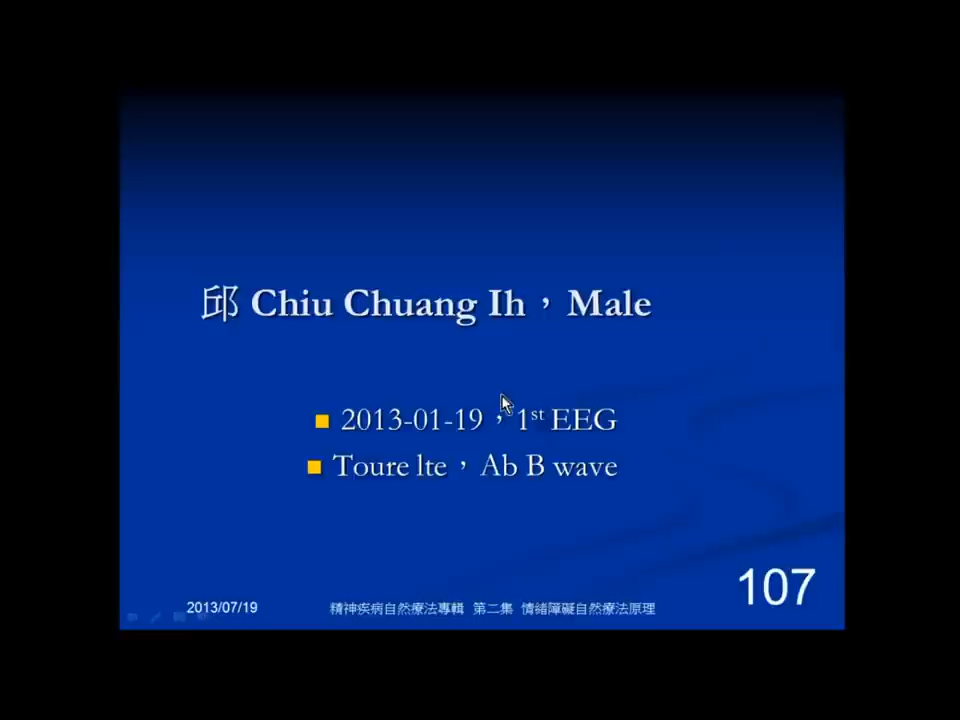 邱 Chiu Chuang Ih，Male
2013-01-19，1st EEG
Toure lte，Ab B wave
107
2013/07/19 精神疾病自然療法專輯 第二集 情緒障礙自然療法原理